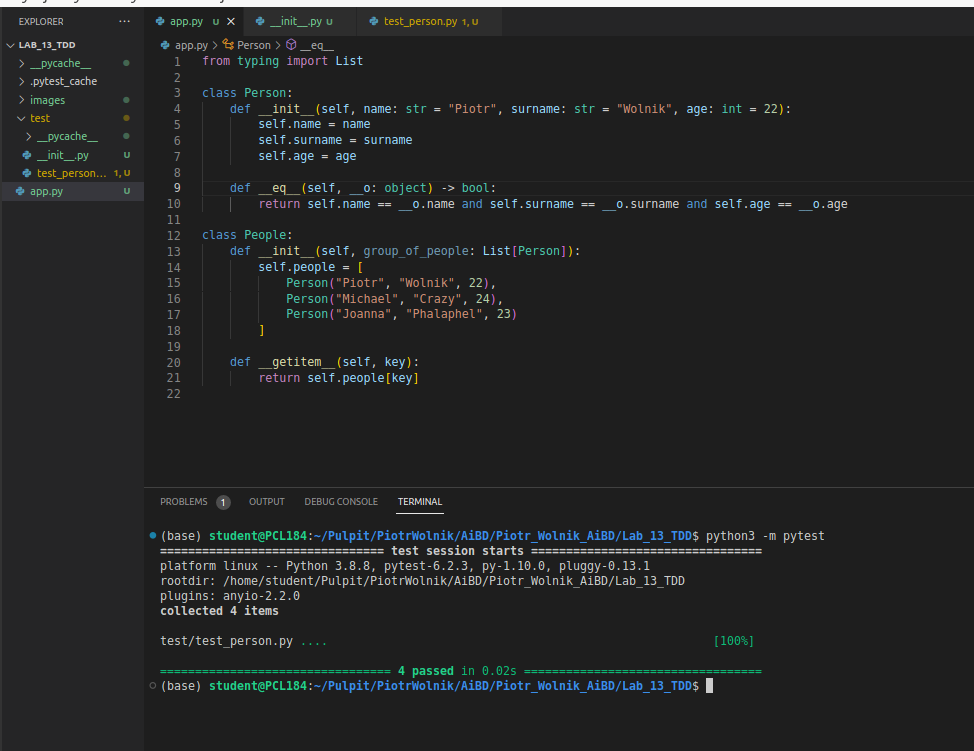 EXPLORER ···
app.py U ×
__init__.py U
test_person.py 1, U
LAB_13_TDD
__pycache__
.pytest_cache
images
test
__pycache__
__init__.py U
test_person... 1, U
app.py U
app.py > Person > __eq__
1 from typing import List
2
3 class Person:
4 def __init__(self, name: str = "Piotr", surname: str = "Wolnik", age: int = 22):
5 self.name = name
6 self.surname = surname
7 self.age = age
8
9 def __eq__(self, __o: object) -> bool:
10 return self.name == __o.name and self.surname == __o.surname and self.age == __o.age
11
12 class People:
13 def __init__(self, group_of_people: List[Person]):
14 self.people = [
15 Person("Piotr", "Wolnik", 22),
16 Person("Michael", "Crazy", 24),
17 Person("Joanna", "Phalaphel", 23)
18 ]
19
20 def __getitem__(self, key):
21 return self.people[key]
22
PROBLEMS 1 OUTPUT DEBUG CONSOLE TERMINAL
(base) student@PCL184:~/Pulpit/PiotrWolnik/AiBD/Piotr_Wolnik_AiBD/Lab_13_TDD$ python3 -m pytest
================================ test session starts =================================
platform linux -- Python 3.8.8, pytest-6.2.3, py-1.10.0, pluggy-0.13.1
rootdir: /home/student/Pulpit/PiotrWolnik/AiBD/Piotr_Wolnik_AiBD/Lab_13_TDD
plugins: anyio-2.2.0
collected 4 items
test/test_person.py .... [100%]
================================= 4 passed in 0.02s ==================================
(base) student@PCL184:~/Pulpit/PiotrWolnik/AiBD/Piotr_Wolnik_AiBD/Lab_13_TDD$